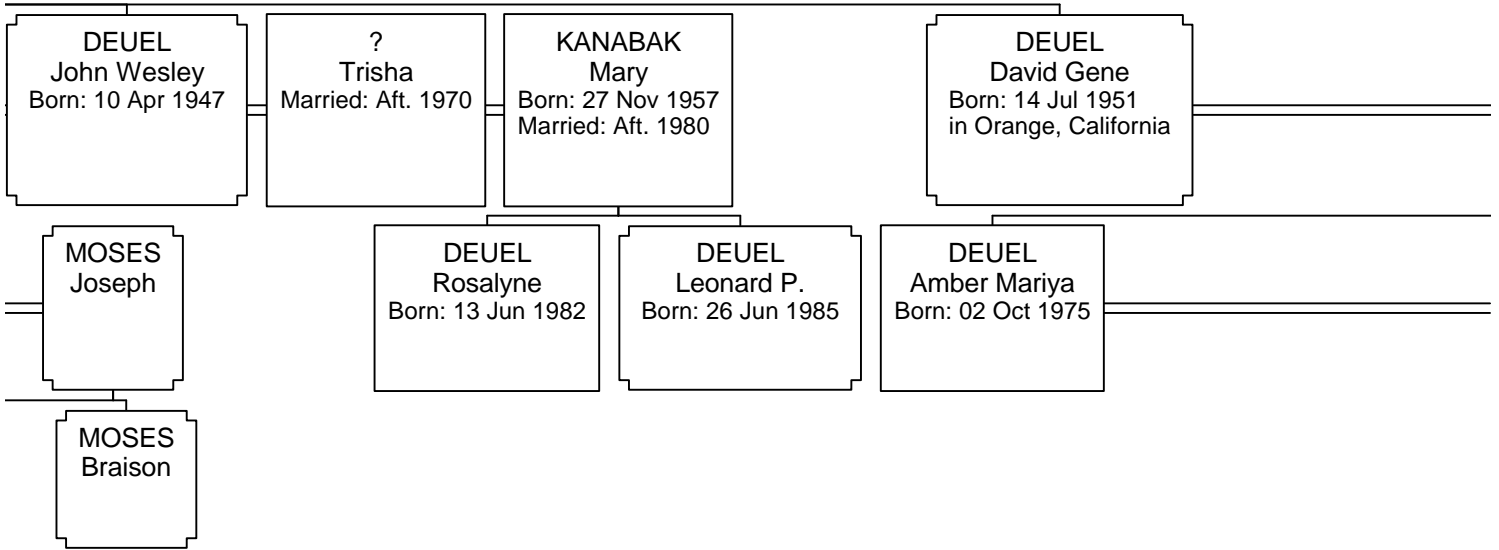 DEUEL
John Wesley
Born: 10 Apr 1947
?
Trisha
Married: Aft. 1970
KANABAK
Mary
Born: 27 Nov 1957
Married: Aft. 1980
DEUEL
David Gene
Born: 14 Jul 1951
in Orange, California
MOSES
Joseph
DEUEL
Rosalyne
Born: 13 Jun 1982
DEUEL
Leonard P.
Born: 26 Jun 1985
DEUEL
Amber Mariya
Born: 02 Oct 1975
MOSES
Braison